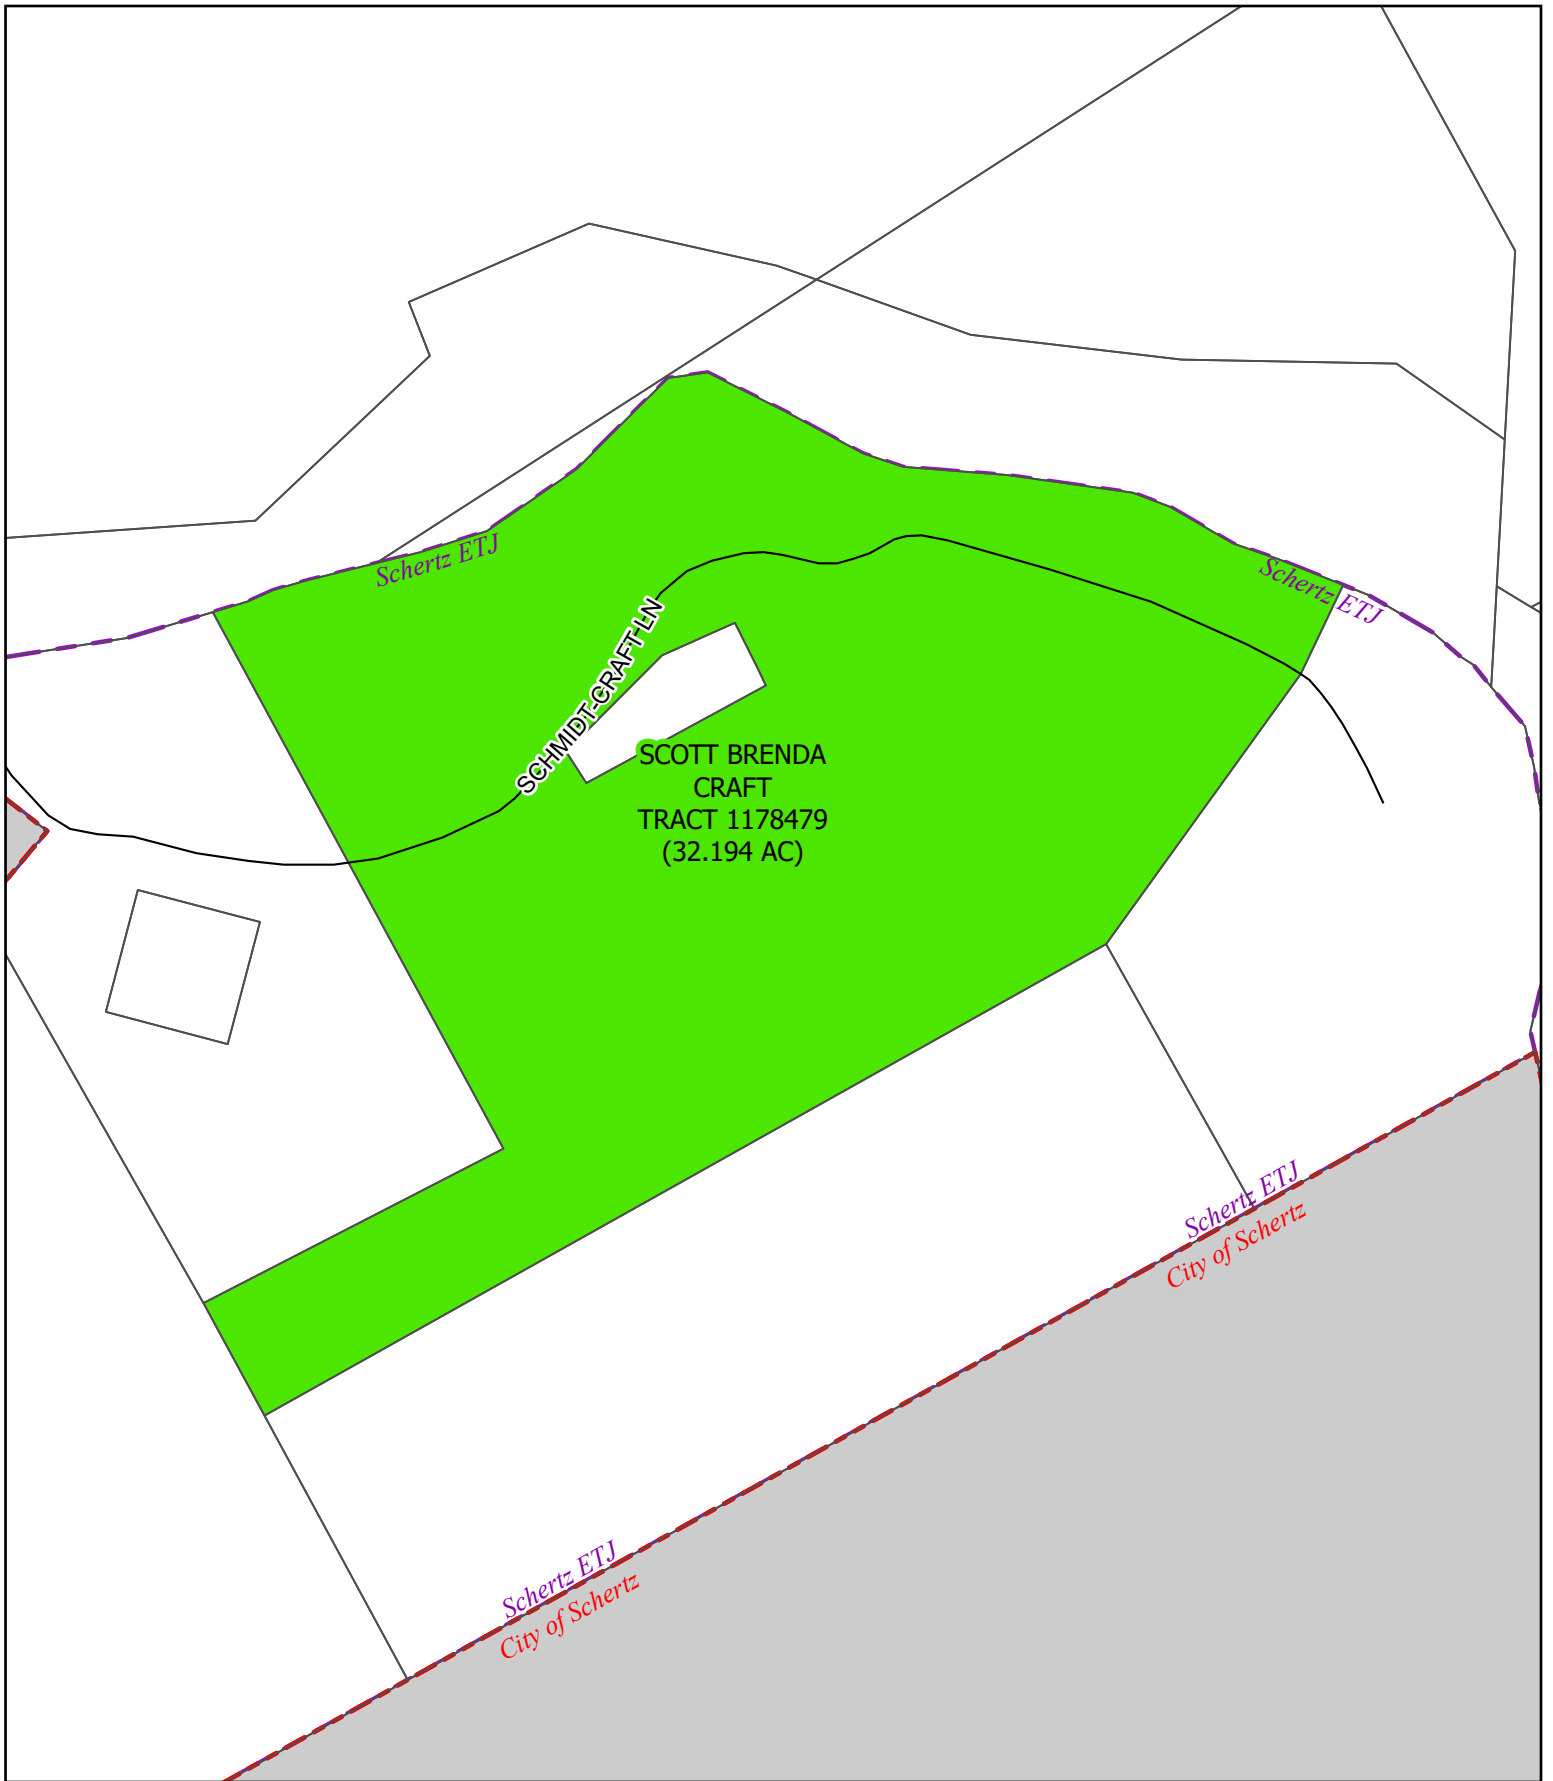 Schertz ETJ
Schertz ETJ
SCHMIDT-CRAFT-LN
SCOTT BRENDA
CRAFT
TRACT 1178479
(32.194 AC)
Schertz ETJ
City of Schertz
Schertz ETJ
City of Schertz